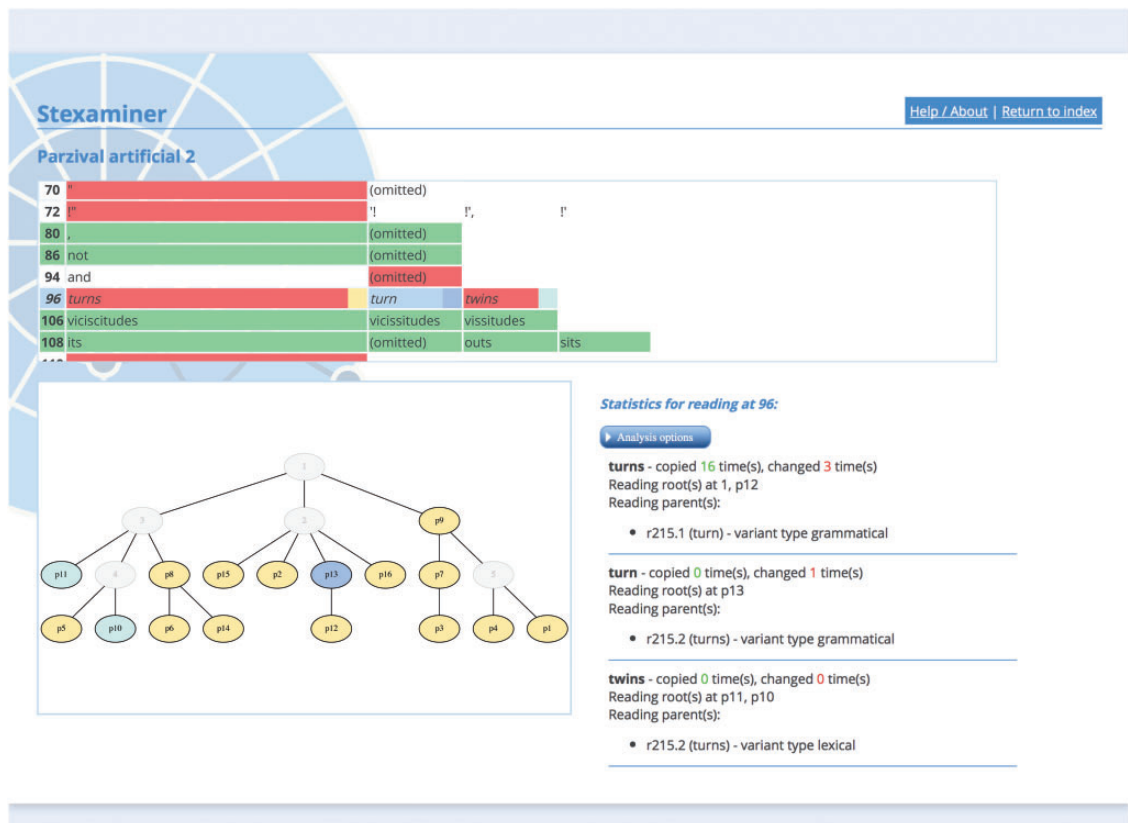 Stexaminer
Help / About | Return to index
Parzival artificial 2
70 " (omitted)
72 !" '! !', !'
80 , (omitted)
86 not (omitted)
94 and (omitted)
96 turns turn twins
106 viciscitudes vicissitudes vissitudes
108 its (omitted) outs sits
Statistics for reading at 96:
Analysis options
turns - copied 16 time(s), changed 3 time(s)
Reading root(s) at 1, p12
Reading parent(s):
• r215.1 (turn) - variant type grammatical
turn - copied 0 time(s), changed 1 time(s)
Reading root(s) at p13
Reading parent(s):
• r215.2 (turns) - variant type grammatical
twins - copied 0 time(s), changed 0 time(s)
Reading root(s) at p11, p10
Reading parent(s):
• r215.2 (turns) - variant type lexical
1
3 2 p9
p11 4 p8 p15 p2 p13 p16 p7 5
p5 p10 p6 p14 p12 p3 p4 p1